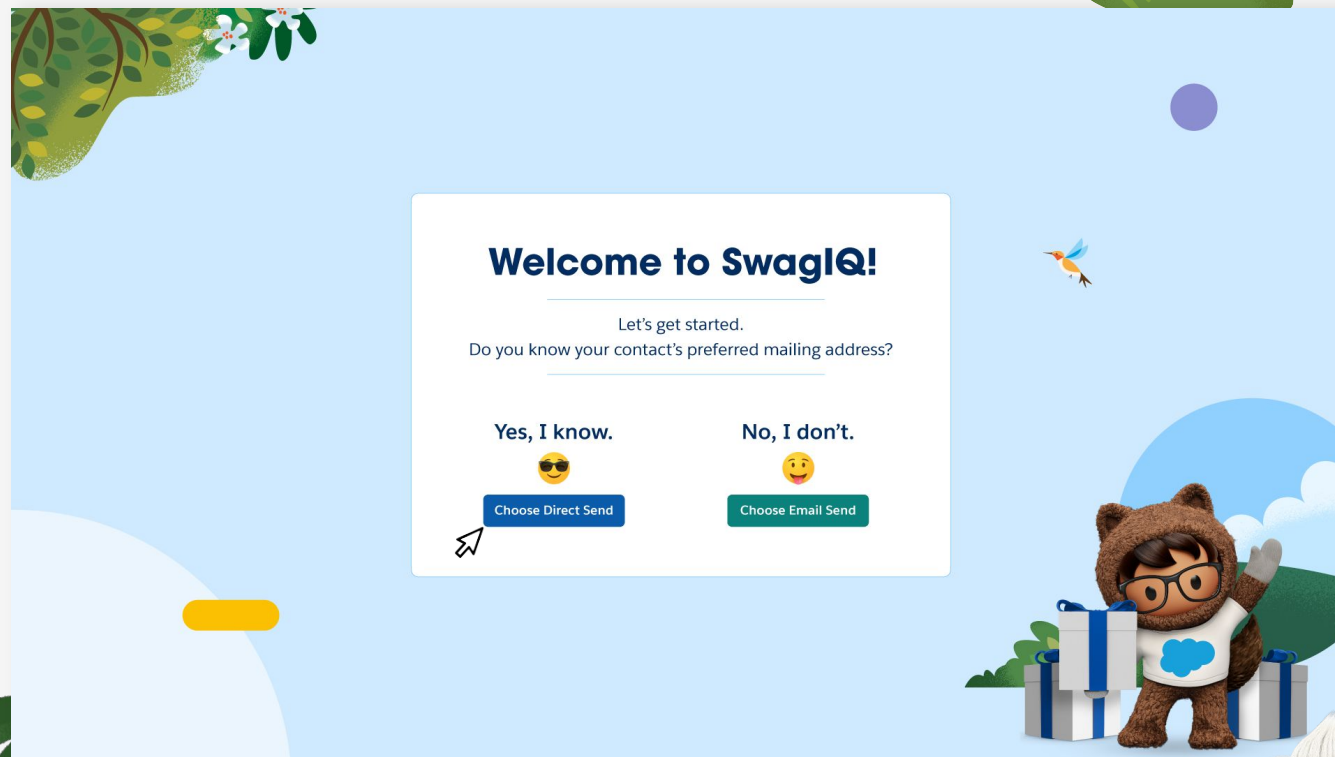 Welcome to SwagIQ!
Let’s get started.
Do you know your contact’s preferred mailing address?
Yes, I know.
No, I don’t.
Choose Direct Send
Choose Email Send